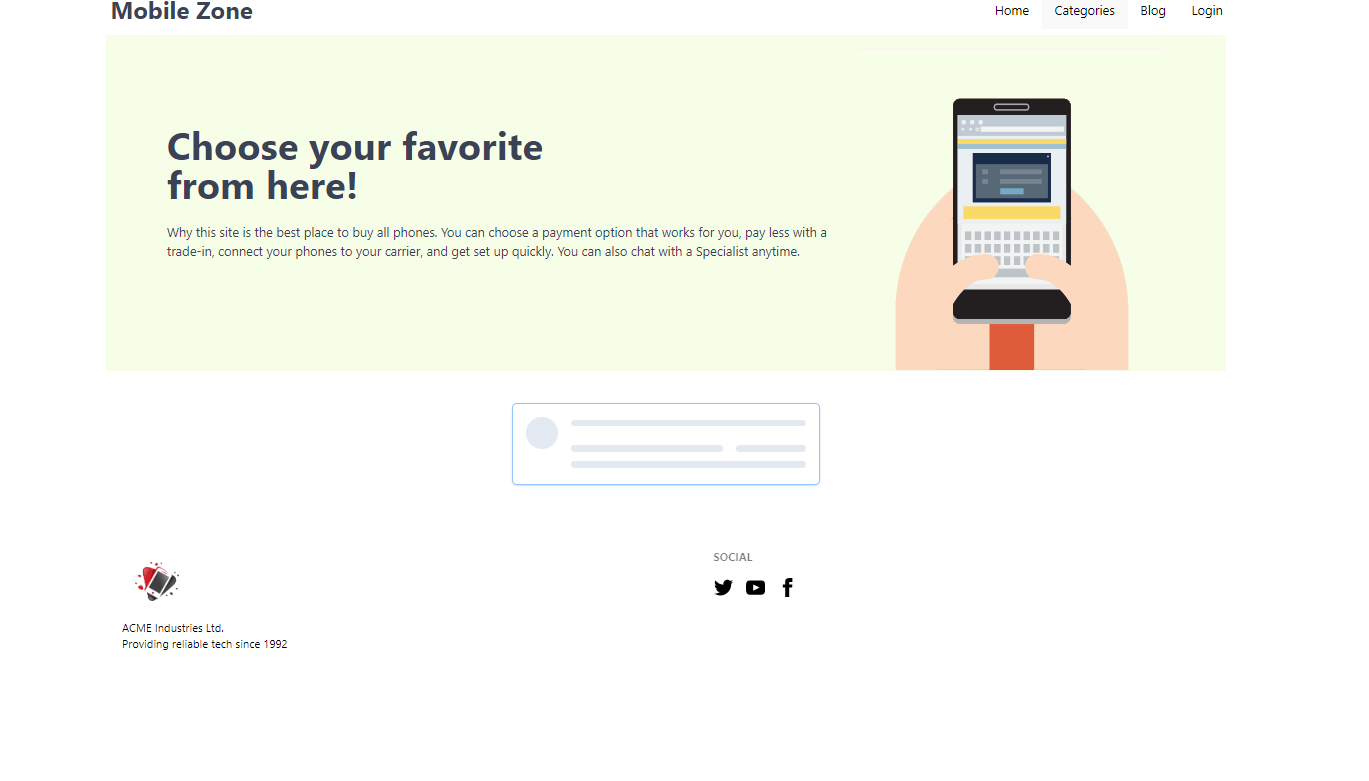 Mobile Zone
Home
Categories
Blog
Login
Choose your favorite
from here!
Why this site is the best place to buy all phones. You can choose a payment option that works for you, pay less with a
trade-in, connect your phones to your carrier, and get set up quickly. You can also chat with a Specialist anytime.
SOCIAL
ACME Industries Ltd.
Providing reliable tech since 1992